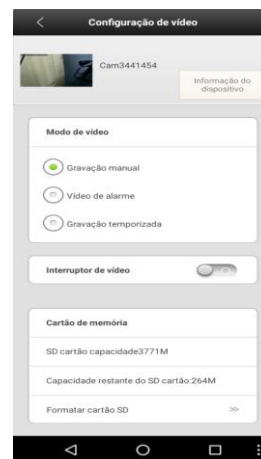 Configuração de vídeo
Cam3441454
Informação do
dispositivo
Modo de vídeo
Gravação manual
Vídeo de alarme
Gravação temporizada
Interruptor de vídeo
Cartão de memória
SD cartão capacidade3771M
Capacidade restante do SD cartão:264M
Formatar cartão SD